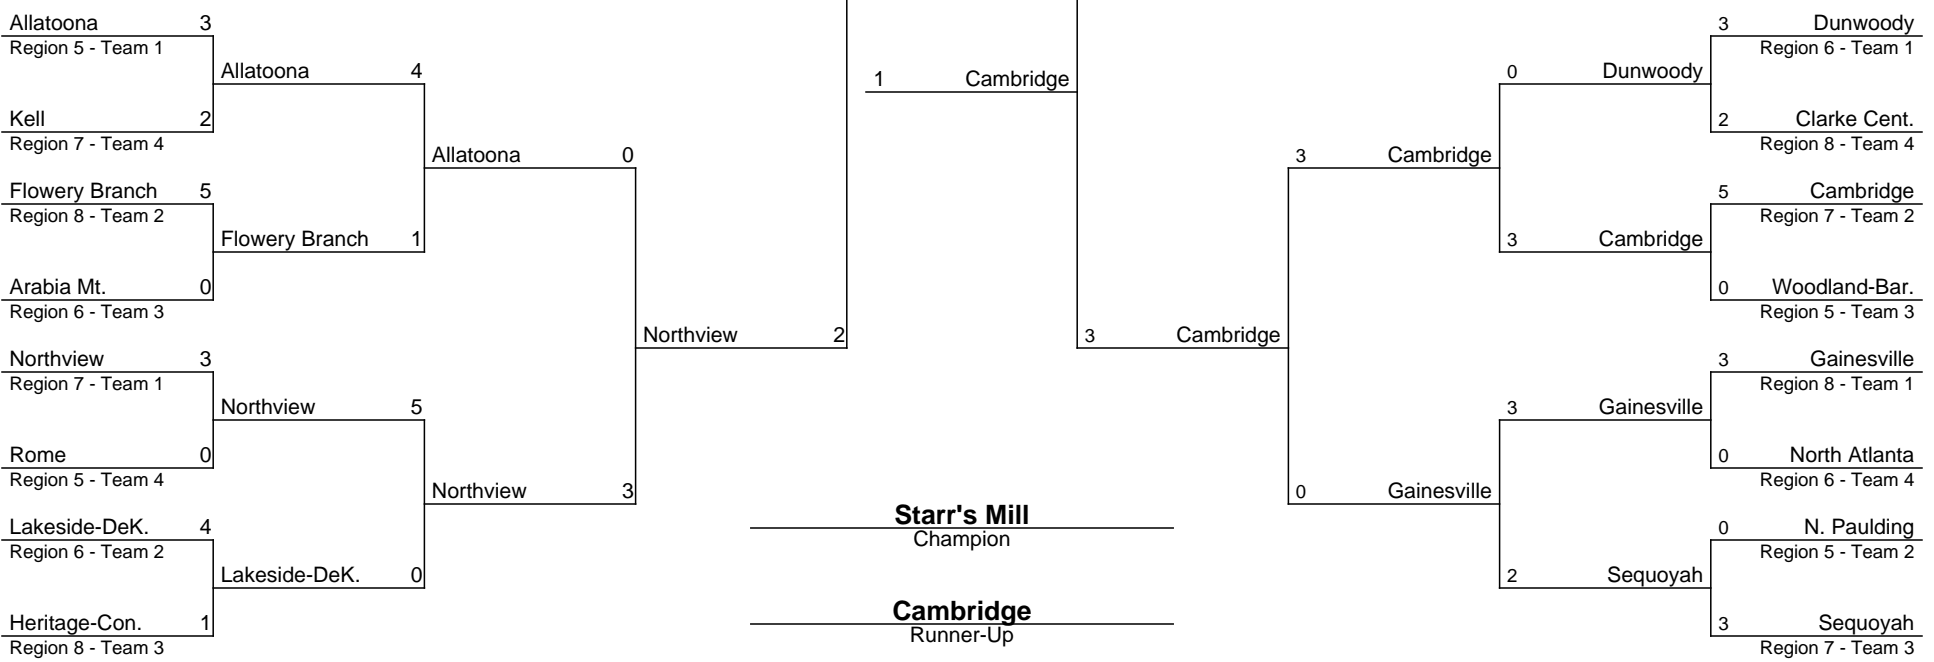 Allatoona 3
Region 5 - Team 1
Kell 2
Region 7 - Team 4
Flowery Branch 5
Region 8 - Team 2
Arabia Mt. 0
Region 6 - Team 3
Northview 3
Region 7 - Team 1
Rome 0
Region 5 - Team 4
Lakeside-DeK. 4
Region 6 - Team 2
Heritage-Con. 1
Region 8 - Team 3
Allatoona 4
Flowery Branch 1
Northview 5
Lakeside-DeK. 0
Allatoona 0
Northview 3
Northview 2
1 Cambridge
3 Cambridge
Starr's Mill
Champion
Cambridge
Runner-Up
3 Cambridge
0 Gainesville
0 Dunwoody
3 Cambridge
3 Gainesville
2 Sequoyah
3 Dunwoody
Region 6 - Team 1
2 Clarke Cent.
Region 8 - Team 4
5 Cambridge
Region 7 - Team 2
0 Woodland-Bar.
Region 5 - Team 3
3 Gainesville
Region 8 - Team 1
0 North Atlanta
Region 6 - Team 4
0 N. Paulding
Region 5 - Team 2
3 Sequoyah
Region 7 - Team 3